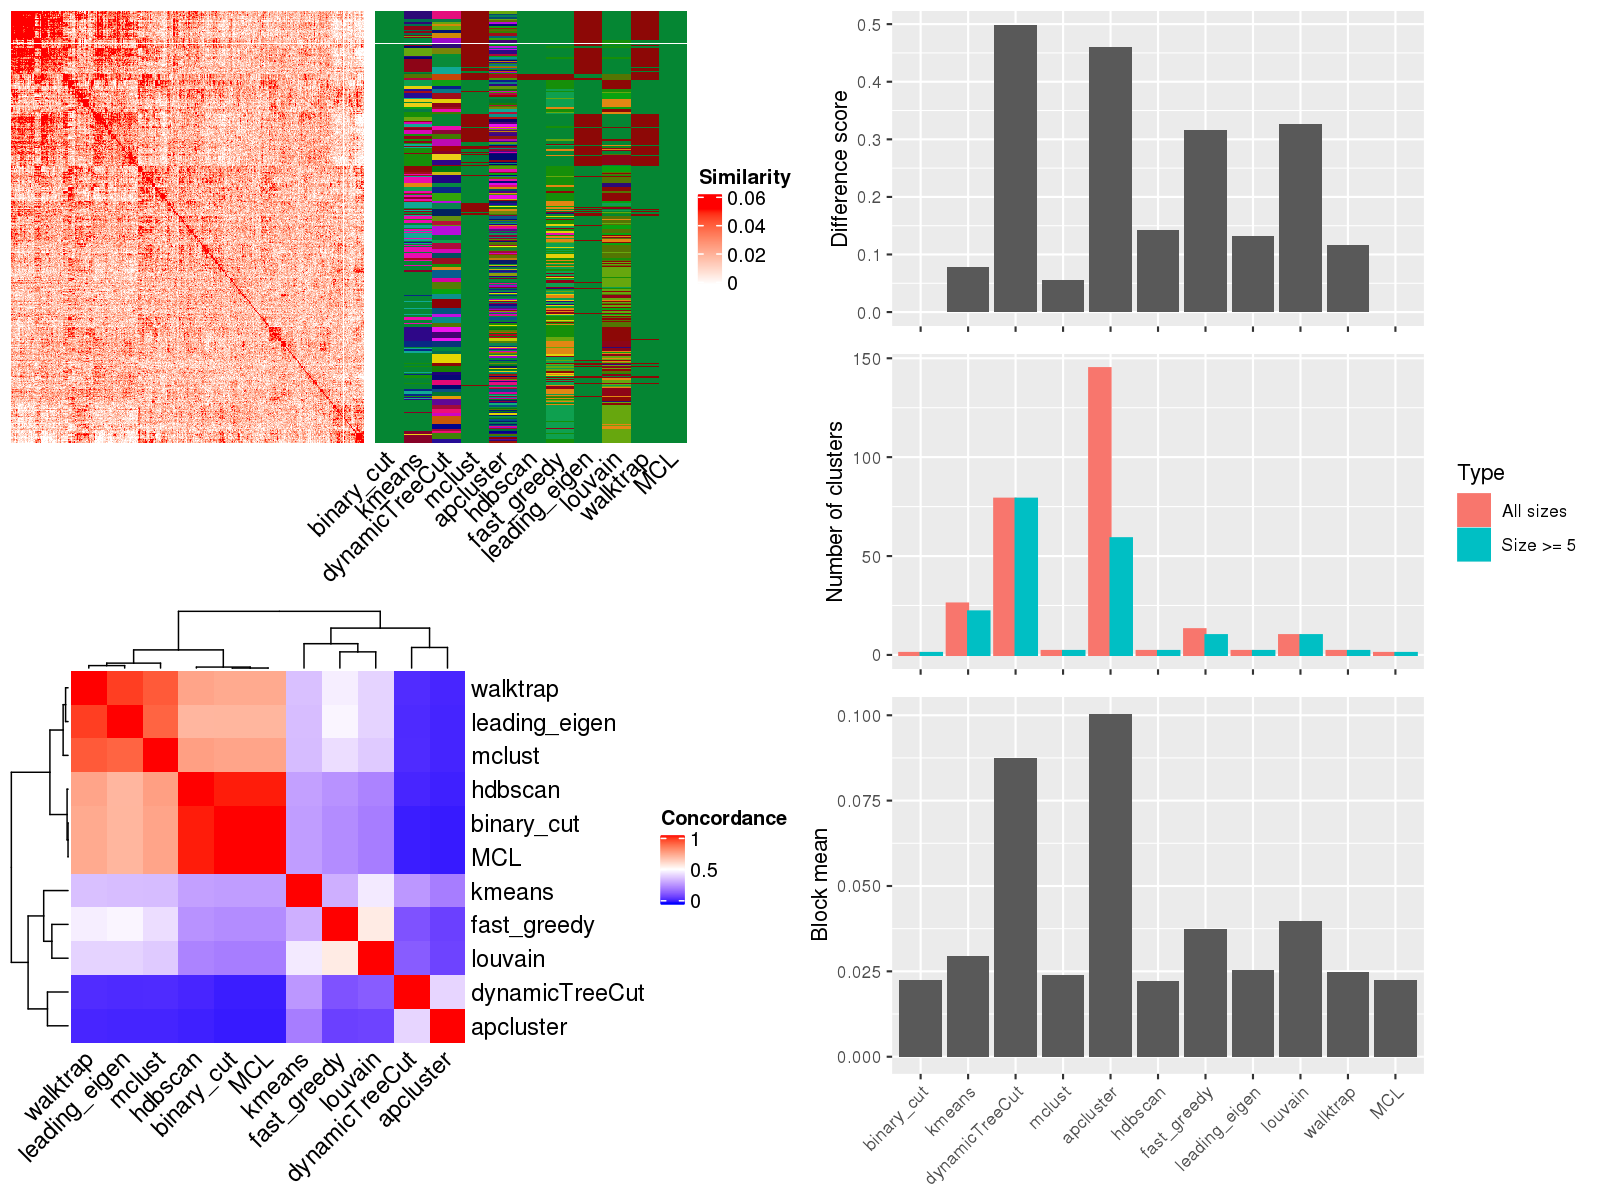 Similarity
0.06
0.04
0.02
0
binary_cut
kmeans
dynamicTreeCut
mclust
apcluster
hdbscan
fast_greedy
leading_eigen
louvain
walktrap
MCL
walktrap
leading_eigen
mclust
hdbscan
binary_cut
MCL
kmeans
fast_greedy
louvain
dynamicTreeCut
apcluster
Concordance
1
0.5
0
walktrap
leading_eigen
mclust
hdbscan
binary_cut
MCL
kmeans
fast_greedy
louvain
dynamicTreeCut
apcluster
Difference score
0.5
0.4
0.3
0.2
0.1
0.0
Number of clusters
150
100
50
0
Type
All sizes
Size >= 5
Block mean
0.100
0.075
0.050
0.025
0.000
binary_cut
kmeans
dynamicTreeCut
mclust
apcluster
hdbscan
fast_greedy
leading_eigen
louvain
walktrap
MCL